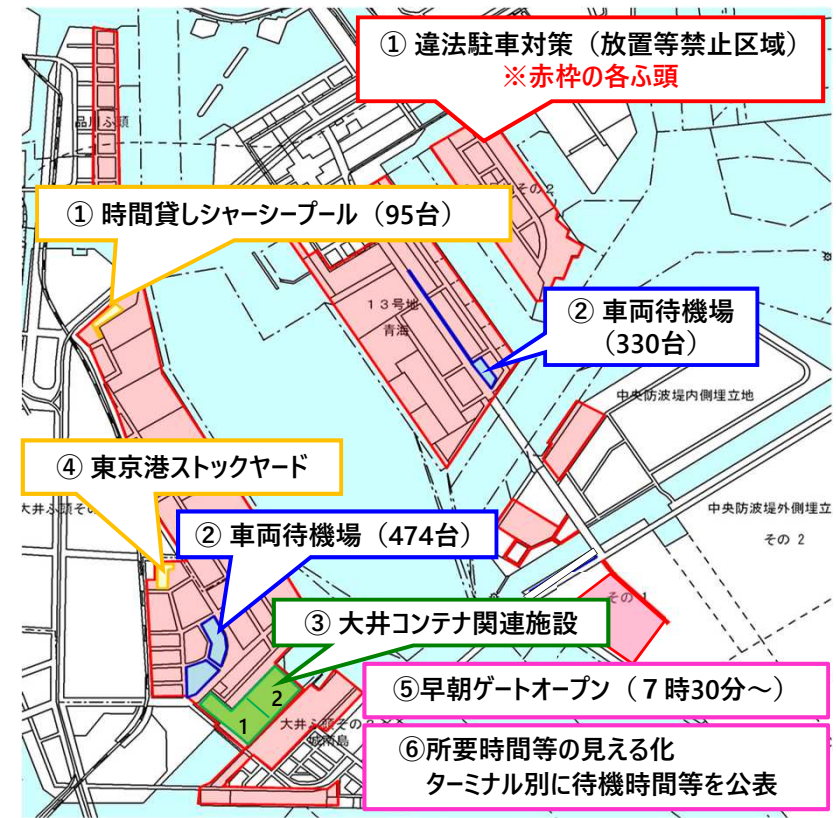 ① 違法駐車対策（放置等禁止区域）
※赤枠の各ふ頭
品川ふ頭
その2
① 時間貸しシャーシープール（95台）
13号地
青海
② 車両待機場
（330台）
中央防波堤内側埋立地
④ 東京港ストックヤード
大井ふ頭その
② 車両待機場（474台）
中央防波堤外側埋立
その 2
その 1
③ 大井コンテナ関連施設
2
1
大井ふ頭その
城南島
⑤早朝ゲートオープン（７時30分～）
⑥所要時間等の見える化
ターミナル別に待機時間等を公表